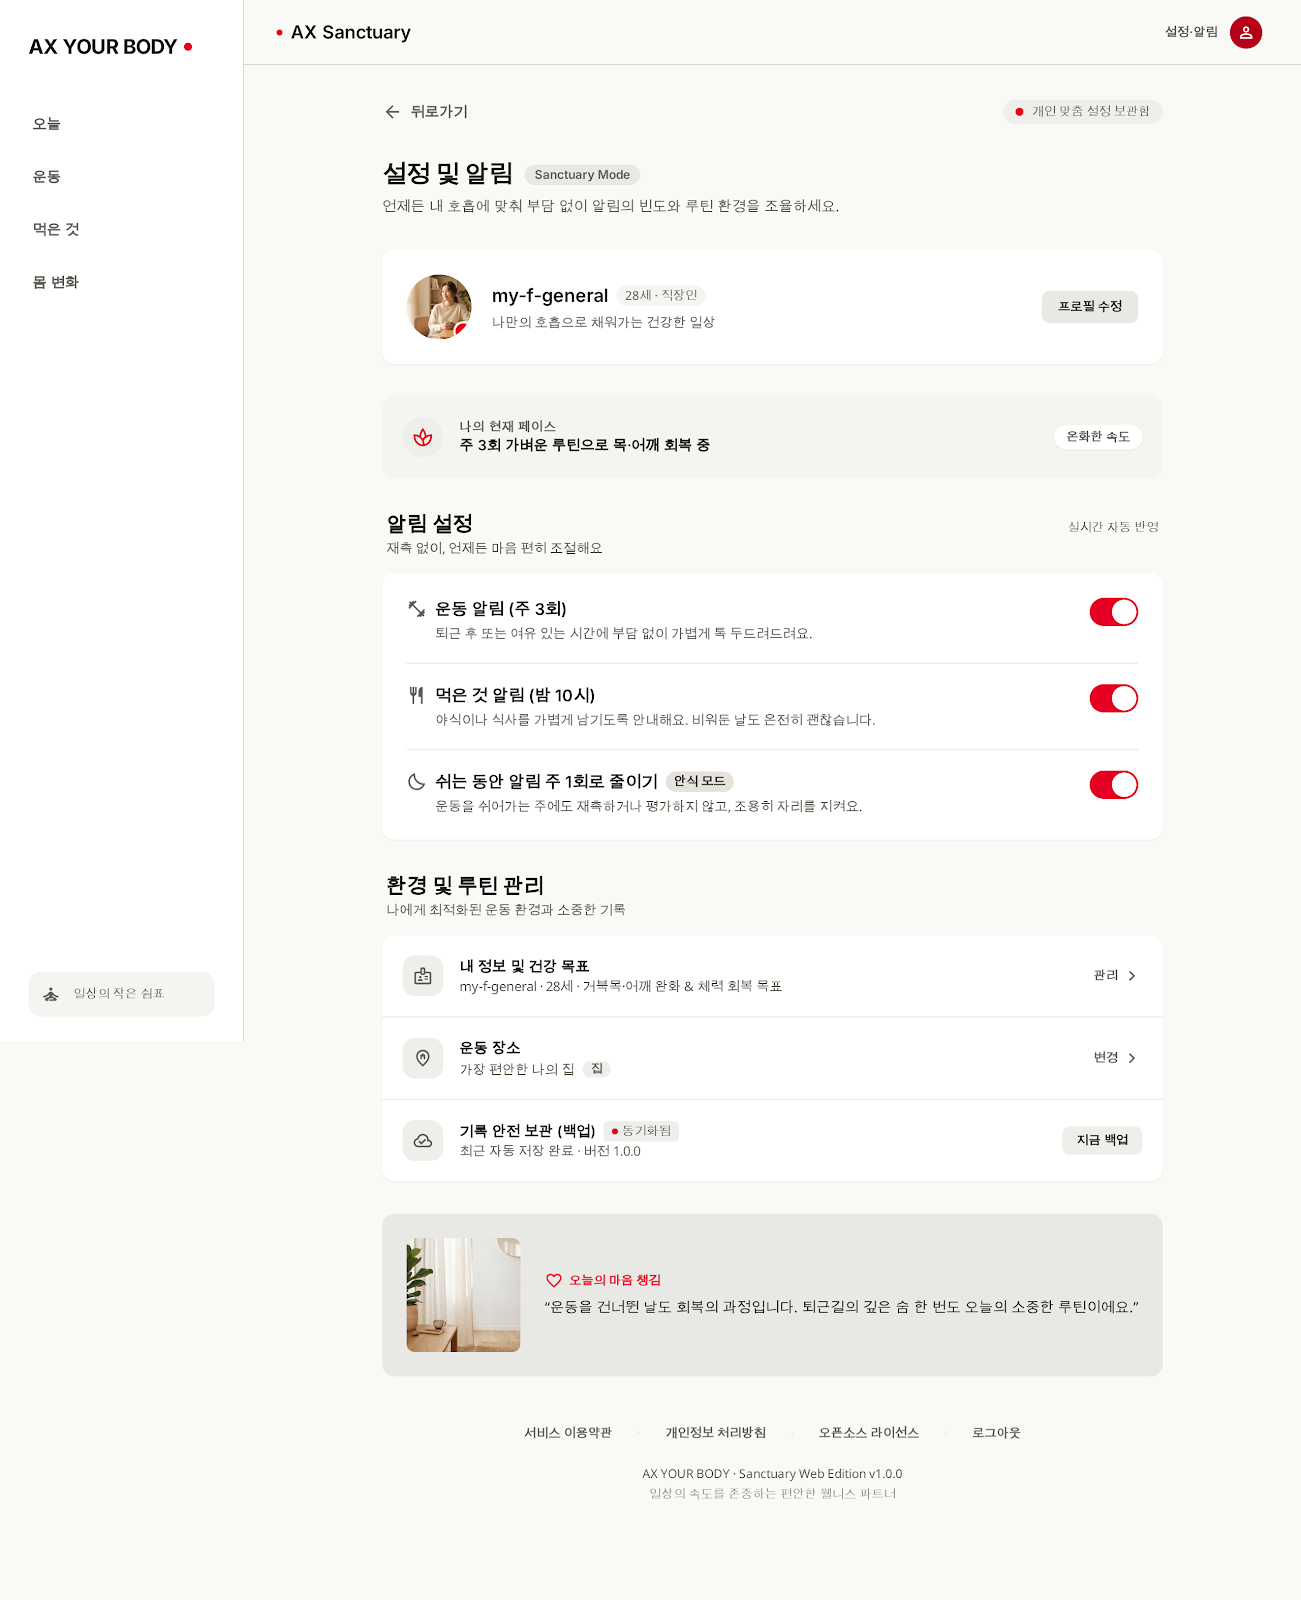 AX YOUR BODY
오늘
운동
먹은 것
몸 변화
일상의 작은 쉼표
AX Sanctuary
설정·알림
뒤로가기
개인 맞춤 설정 보관함
설정 및 알림
Sanctuary Mode
언제든 내 호흡에 맞춰 부담 없이 알림의 빈도와 루틴 환경을 조율하세요.
my-f-general
28세 · 직장인
나만의 호흡으로 채워가는 건강한 일상
프로필 수정
나의 현재 페이스
주 3회 가벼운 루틴으로 목·어깨 회복 중
온화한 속도
알림 설정
재촉 없이, 언제든 마음 편히 조절해요
실시간 자동 반영
운동 알림 (주 3회)
퇴근 후 또는 여유 있는 시간에 부담 없이 가볍게 톡 두드려드려요.
먹은 것 알림 (밤 10시)
야식이나 식사를 가볍게 남기도록 안내해요. 비워둔 날도 온전히 괜찮습니다.
쉬는 동안 알림 주 1회로 줄이기
안식 모드
운동을 쉬어가는 주에도 재촉하거나 평가하지 않고, 조용히 자리를 지켜요.
환경 및 루틴 관리
나에게 최적화된 운동 환경과 소중한 기록
내 정보 및 건강 목표
my-f-general · 28세 · 거북목·어깨 완화 & 체력 회복 목표
관리
운동 장소
가장 편안한 나의 집
집
변경
기록 안전 보관 (백업)
동기화됨
최근 자동 저장 완료 · 버전 1.0.0
지금 백업
오늘의 마음 챙김
“운동을 건너뛴 날도 회복의 과정입니다. 퇴근길의 깊은 숨 한 번도 오늘의 소중한 루틴이에요.”
서비스 이용약관 · 개인정보 처리방침 · 오픈소스 라이선스 · 로그아웃
AX YOUR BODY · Sanctuary Web Edition v1.0.0
일상의 속도를 존중하는 편안한 웰니스 파트너